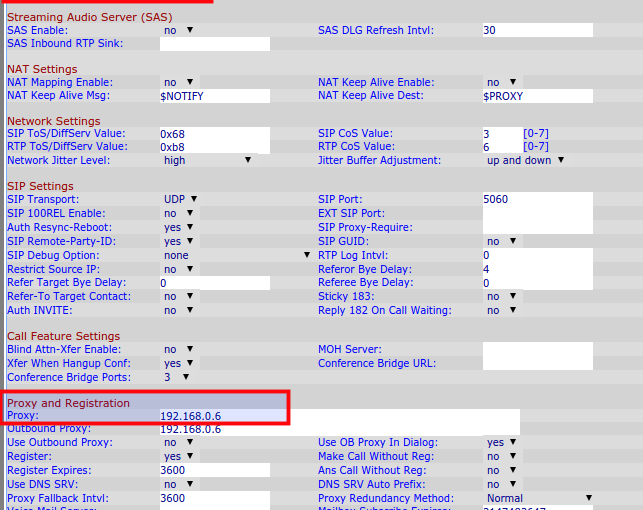 Streaming Audio Server (SAS)
SAS Enable: no SAS DLG Refresh Intvl: 30
SAS Inbound RTP Sink:
NAT Settings
NAT Mapping Enable: no NAT Keep Alive Enable: no
NAT Keep Alive Msg: $NOTIFY NAT Keep Alive Dest: $PROXY
Network Settings
SIP ToS/DiffServ Value: 0x68 SIP CoS Value: 3 [0-7]
RTP ToS/DiffServ Value: 0xb8 RTP CoS Value: 6 [0-7]
Network Jitter Level: high Jitter Buffer Adjustment: up and down
SIP Settings
SIP Transport: UDP SIP Port: 5060
SIP 100REL Enable: no EXT SIP Port:
Auth Resync-Reboot: yes SIP Proxy-Require:
SIP Remote-Party-ID: yes SIP GUID: no
SIP Debug Option: none RTP Log Intvl: 0
Restrict Source IP: no Referor Bye Delay: 4
Refer Target Bye Delay: 0 Referee Bye Delay: 0
Refer-To Target Contact: no Sticky 183: no
Auth INVITE: no Reply 182 On Call Waiting: no
Call Feature Settings
Blind Attn-Xfer Enable: no MOH Server:
Xfer When Hangup Conf: yes Conference Bridge URL:
Conference Bridge Ports: 3
Proxy and Registration
Proxy: 192.168.0.6
Outbound Proxy: 192.168.0.6
Use Outbound Proxy: no Use OB Proxy In Dialog: yes
Register: yes Make Call Without Reg: no
Register Expires: 3600 Ans Call Without Reg: no
Use DNS SRV: no DNS SRV Auto Prefix: no
Proxy Fallback Intvl: 3600 Proxy Redundancy Method: Normal
Voice Mail Server: Mailbox Subscribe Expires: 2147483647